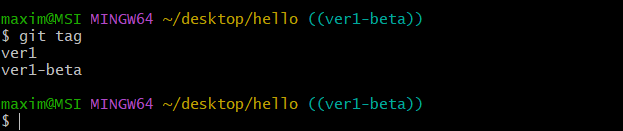 maxim@MSI MINGW64 ~/desktop/hello ((ver1-beta))
$ git tag
ver1
ver1-beta
maxim@MSI MINGW64 ~/desktop/hello ((ver1-beta))
$